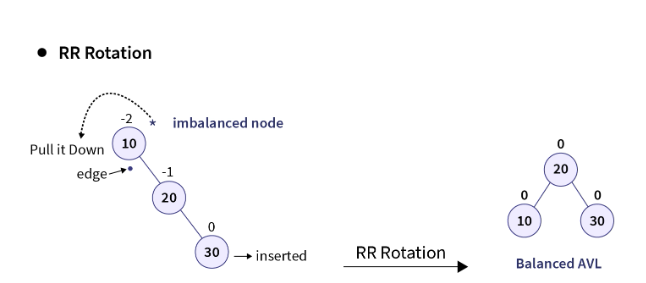 ● RR Rotation
-2
* imbalanced node
Pull it Down
10
edge
-1
20
0
30
inserted
RR Rotation
0
20
0
0
10
30
Balanced AVL